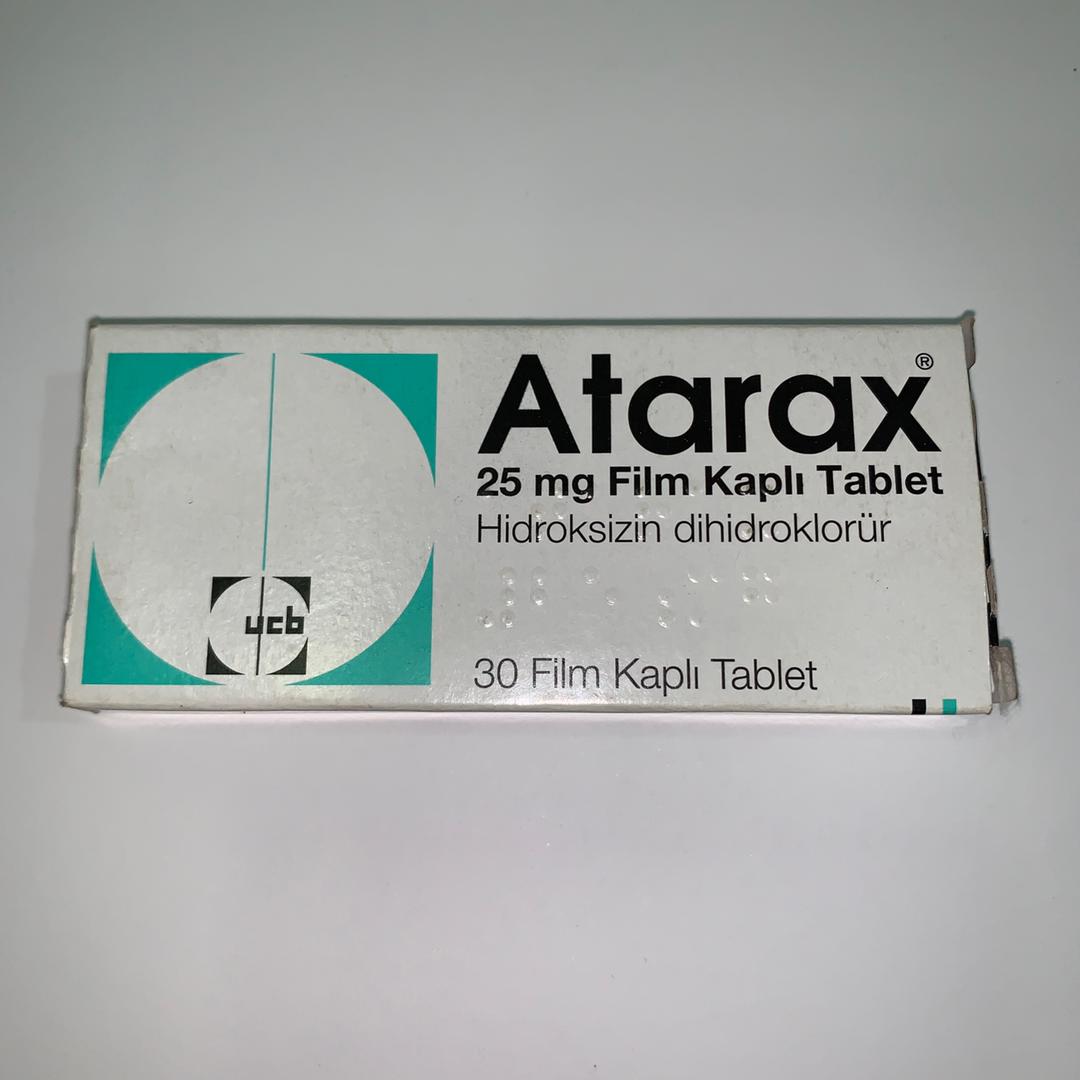 Atarax®
25 mg Film Kaplı Tablet
Hidroksizin dihidroklorür
30 Film Kaplı Tablet
ucb